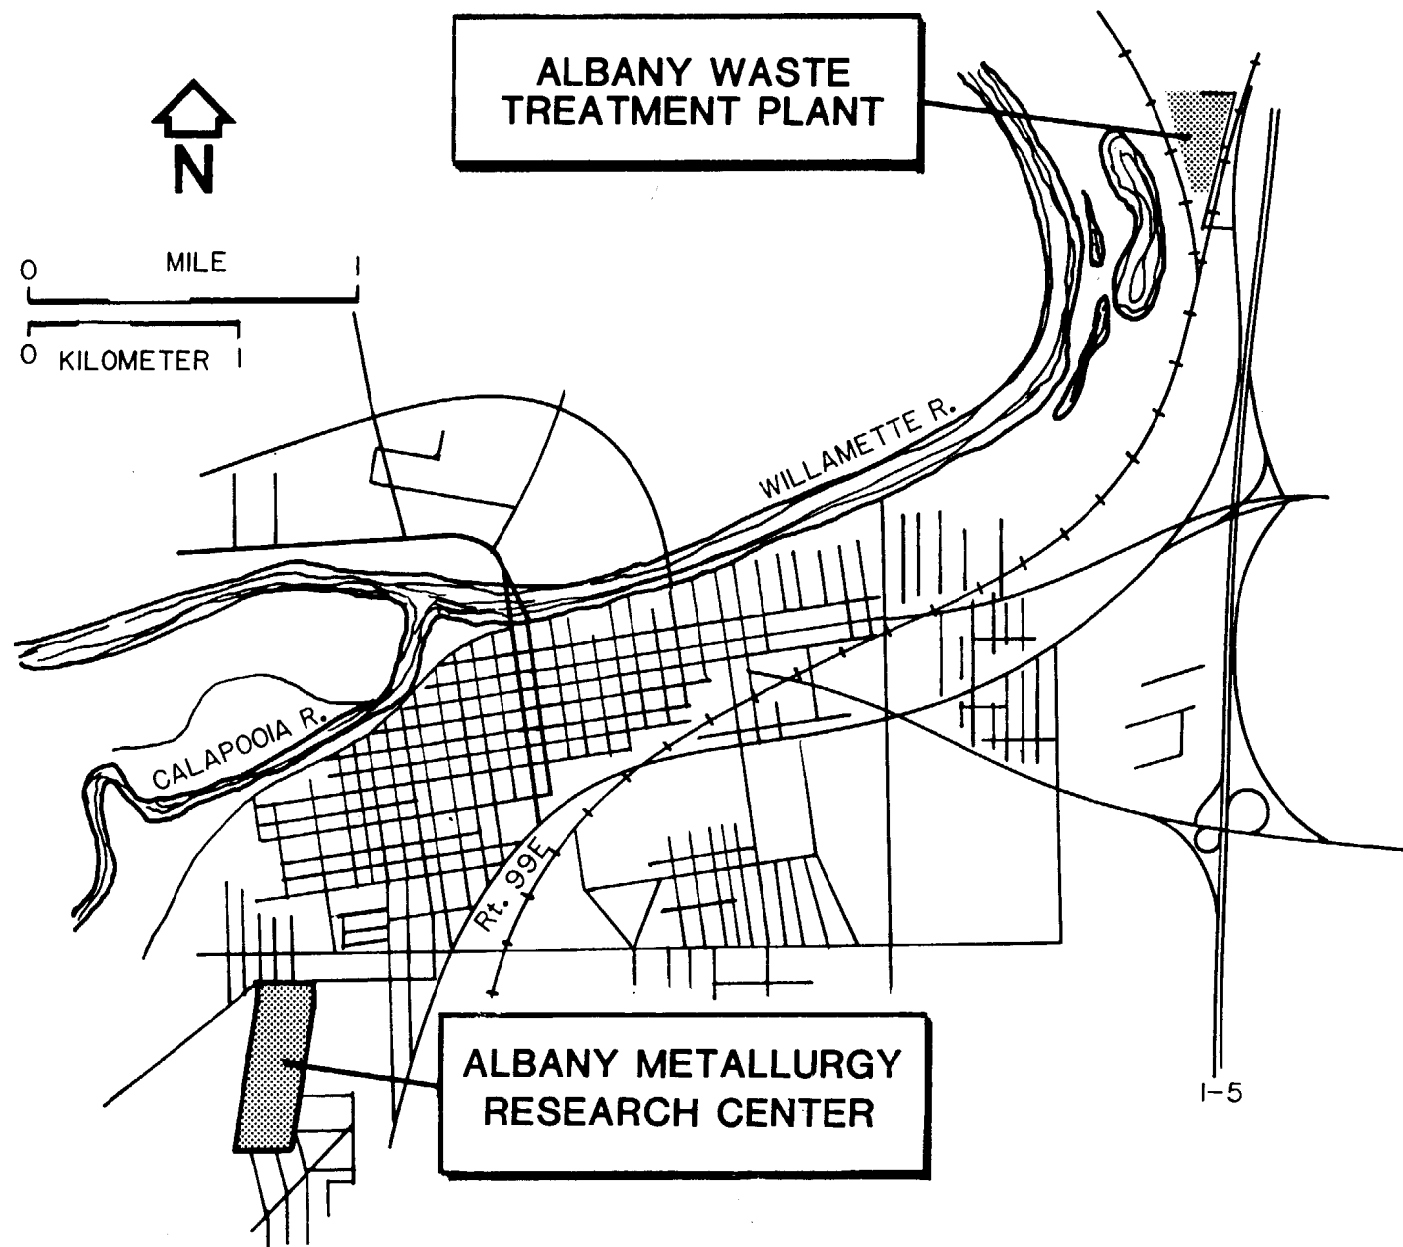 ALBANY WASTE
TREATMENT PLANT
N
0 MILE 1
0 KILOMETER 1
WILLAMETTE R.
CALAPOOIA R.
Rt. 99E
ALBANY METALLURGY
RESEARCH CENTER
I-5